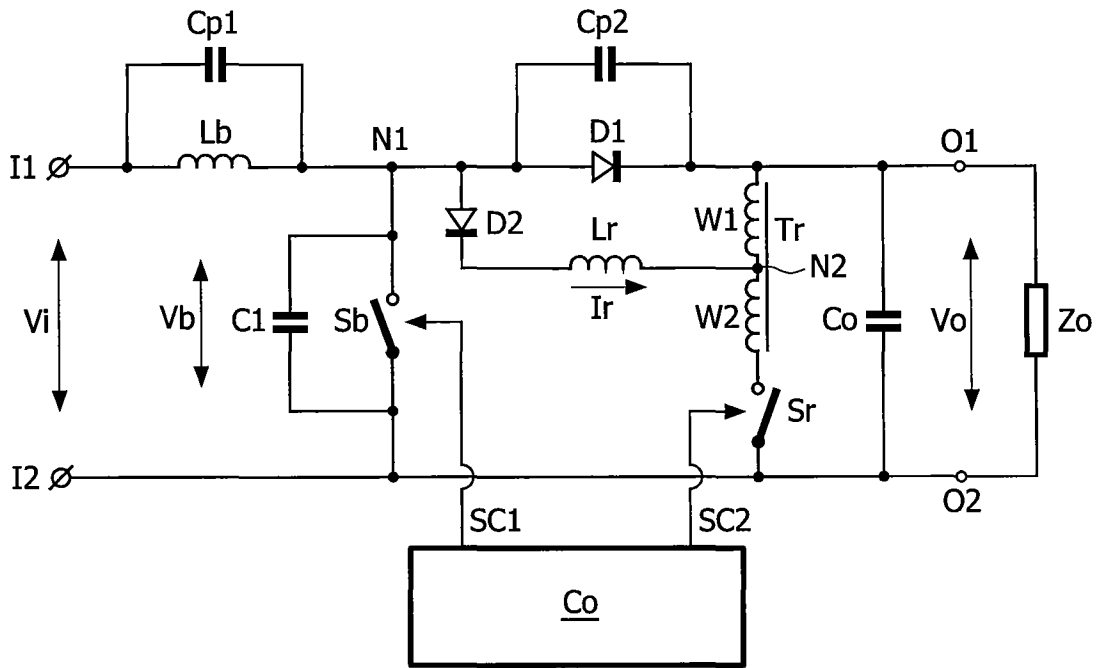 Cp1
Cp2
Lb
N1
D1
O1
I1
D2
Lr
W1
Tr
N2
Vi
Vb
C1
Sb
Ir
W2
Co
Vo
Zo
Sr
I2
O2
SC1
SC2
Co